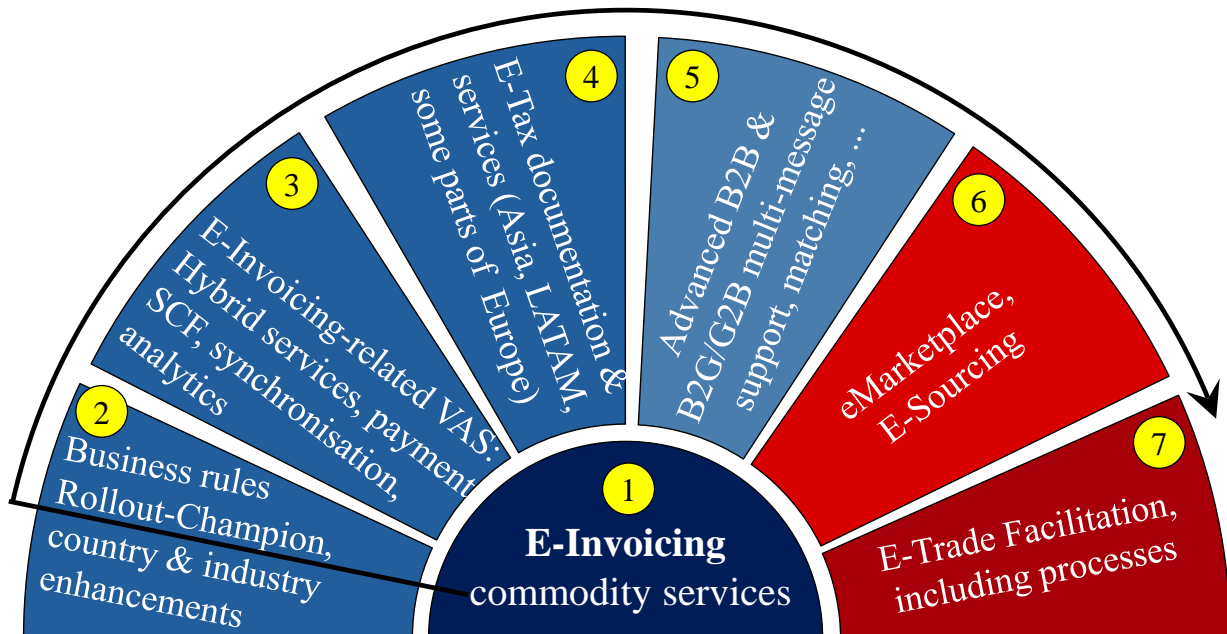 1
E-Invoicing
commodity services
2
Business rules
Rollout-Champion,
country & industry
enhancements
3
E-Invoicing-related VAS:
Hybrid services, payment
SCF, synchronisation,
analytics
4
E-Tax documentation &
services (Asia, LATAM,
some parts of Europe)
5
Advanced B2B &
B2G/G2B multi-message
support, matching, ...
6
eMarketplace,
E-Sourcing
7
E-Trade Facilitation,
including processes